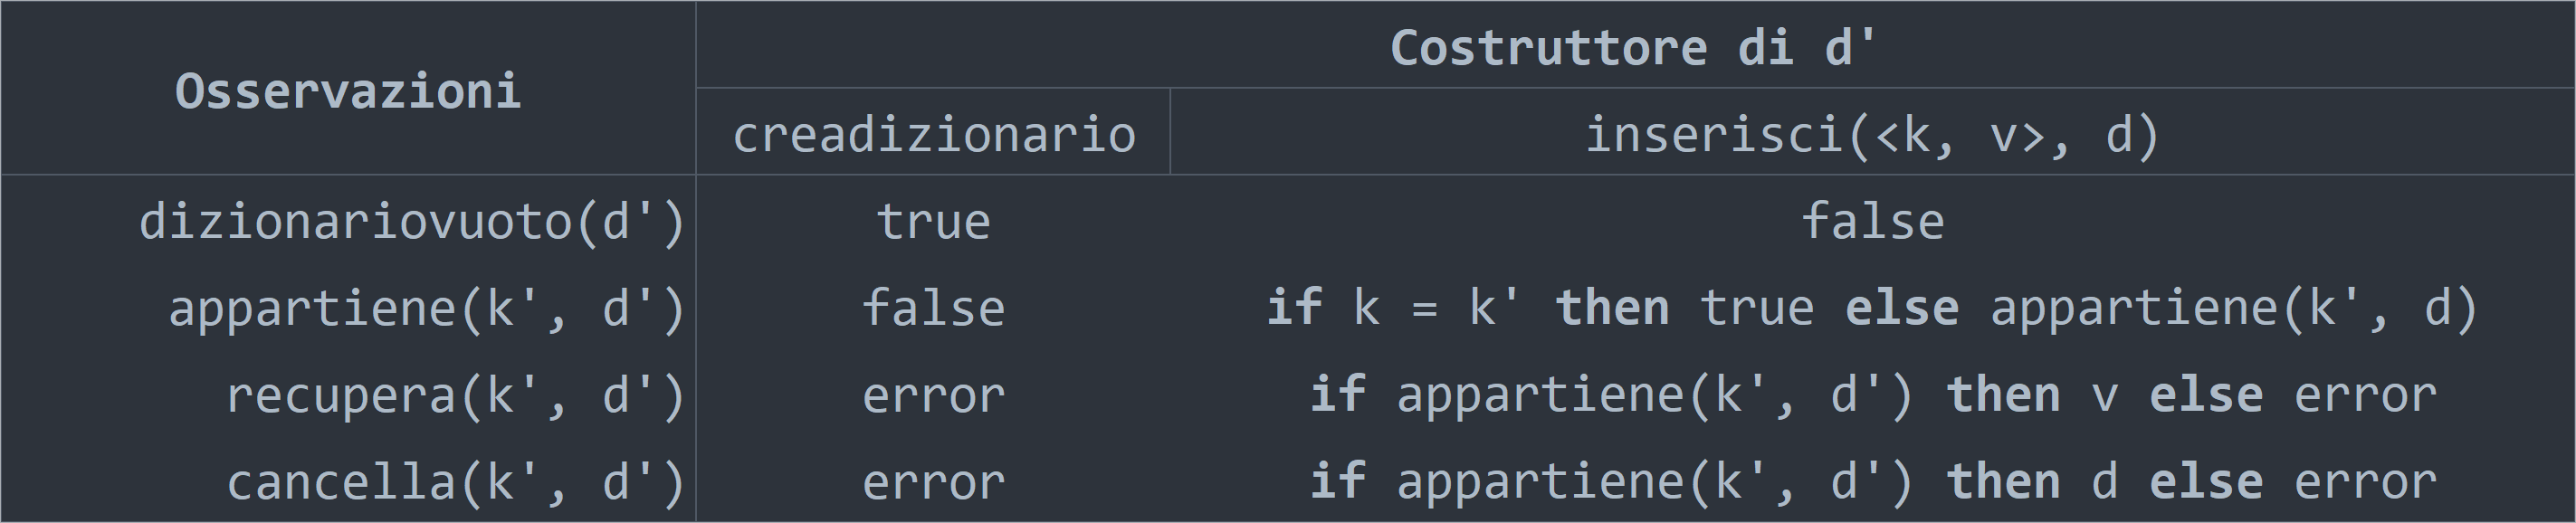 Osservazioni
Costruttore di d'
creadizionario
inserisci(<k, v>, d)
dizionariovuoto(d')
true
false
appartiene(k', d')
false
if k = k' then true else appartiene(k', d)
recupera(k', d')
error
if appartiene(k', d') then v else error
cancella(k', d')
error
if appartiene(k', d') then d else error